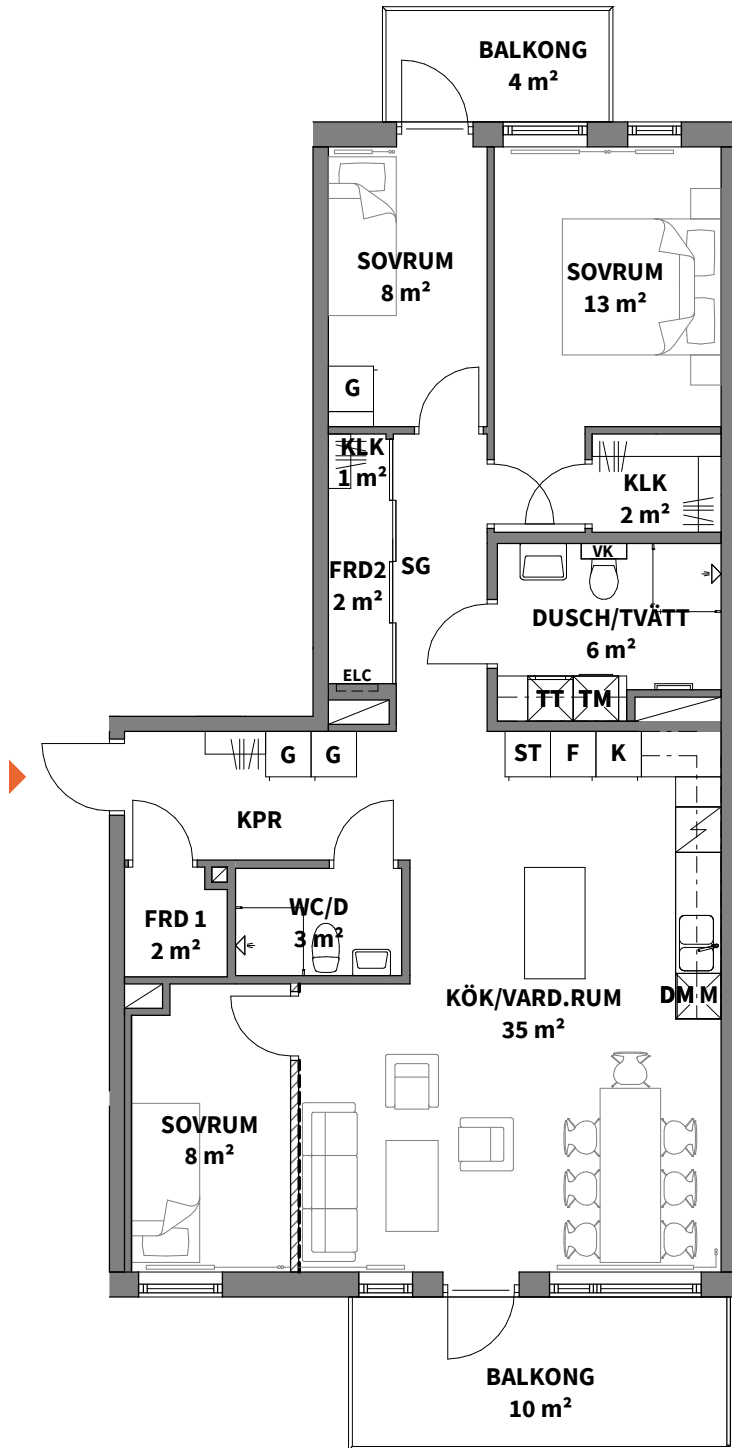 BALKONG
4 m²
SOVRUM
8 m²
SOVRUM
13 m²
G
KLK
1 m²
KLK
2 m²
FRD2
2 m²
SG
VK
DUSCH/TVÄTT
6 m²
ELC
TT TM
G G
ST F K
KPR
FRD 1
2 m²
WC/D
3 m²
KÖK/VARD.RUM
35 m²
DM M
SOVRUM
8 m²
BALKONG
10 m²